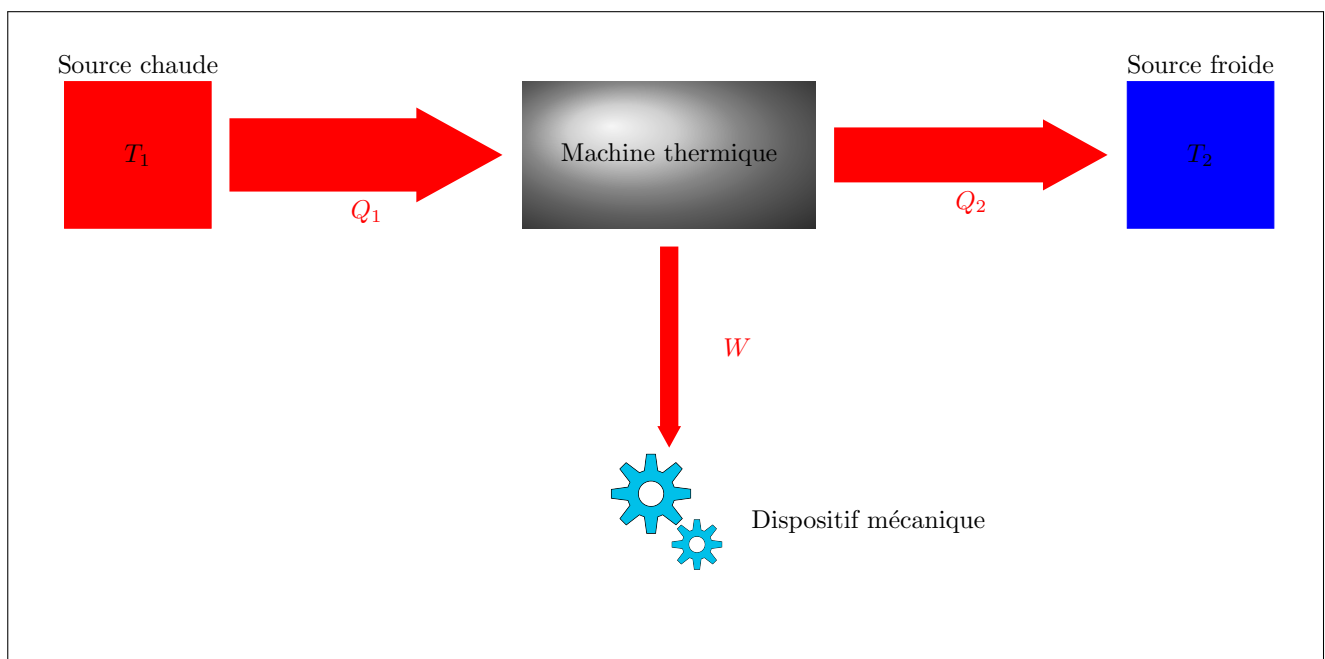 Source chaude
Source froide
T₁
Machine thermique
T₂
Q₁
Q₂
W
Dispositif mécanique